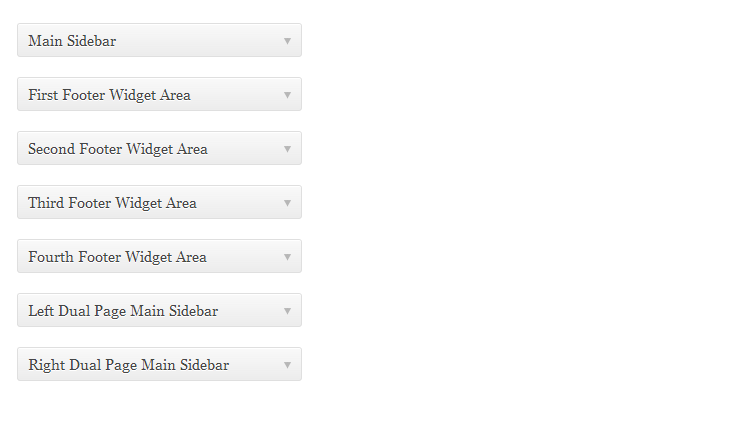 Main Sidebar
First Footer Widget Area
Second Footer Widget Area
Third Footer Widget Area
Fourth Footer Widget Area
Left Dual Page Main Sidebar
Right Dual Page Main Sidebar